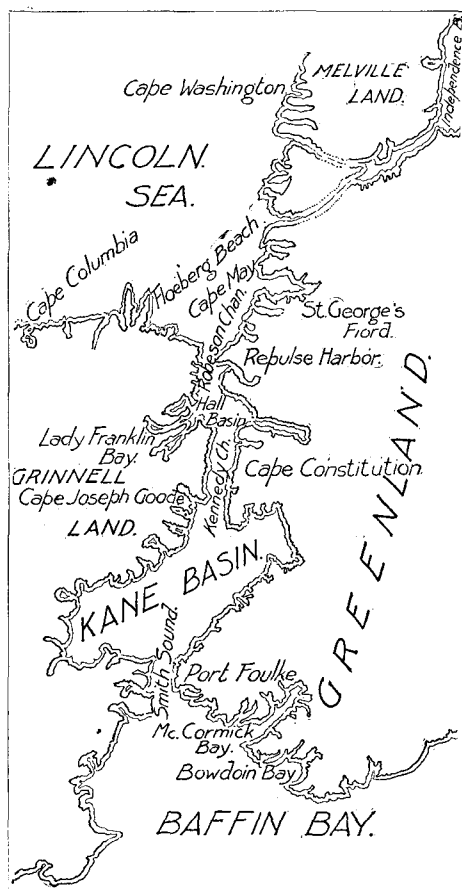 Cape Washington
MELVILLE
LAND.
Independence B.
LINCOLN.
SEA.
Cape Columbia
Floeberg Beach
Cape May
Robeson Chan.
St. George's
Fiord.
Repulse Harbor.
Hall
Basin
Lady Franklin
Bay.
GRINNELL
Cape Joseph Goode
LAND.
Kennedy Ch.
Cape Constitution.
GREENLAND.
KANE BASIN.
Smith Sound.
Port Foulke
Mc. Cormick
Bay.
Bowdoin Bay
BAFFIN BAY.